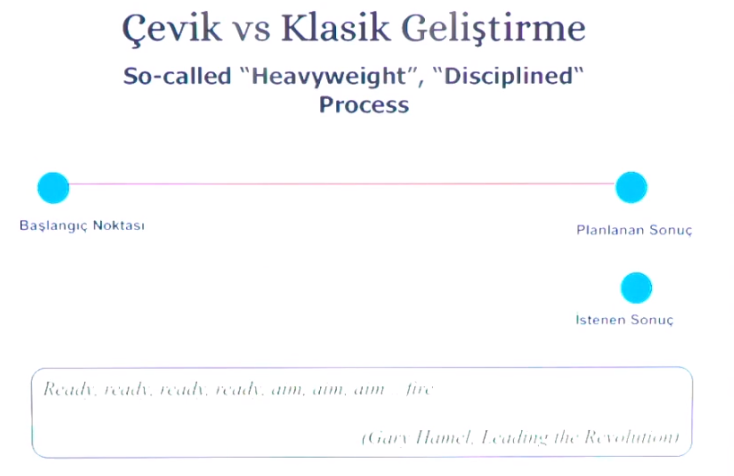 Çevik vs Klasik Geliştirme
So-called “Heavyweight”, “Disciplined“
Process
Başlangıç Noktası
Planlanan Sonuç
Istenen Sonuç
Ready, ready, ready, ready, aim, aim, aim fire
(Gary Hamel, Leading the Revolution)